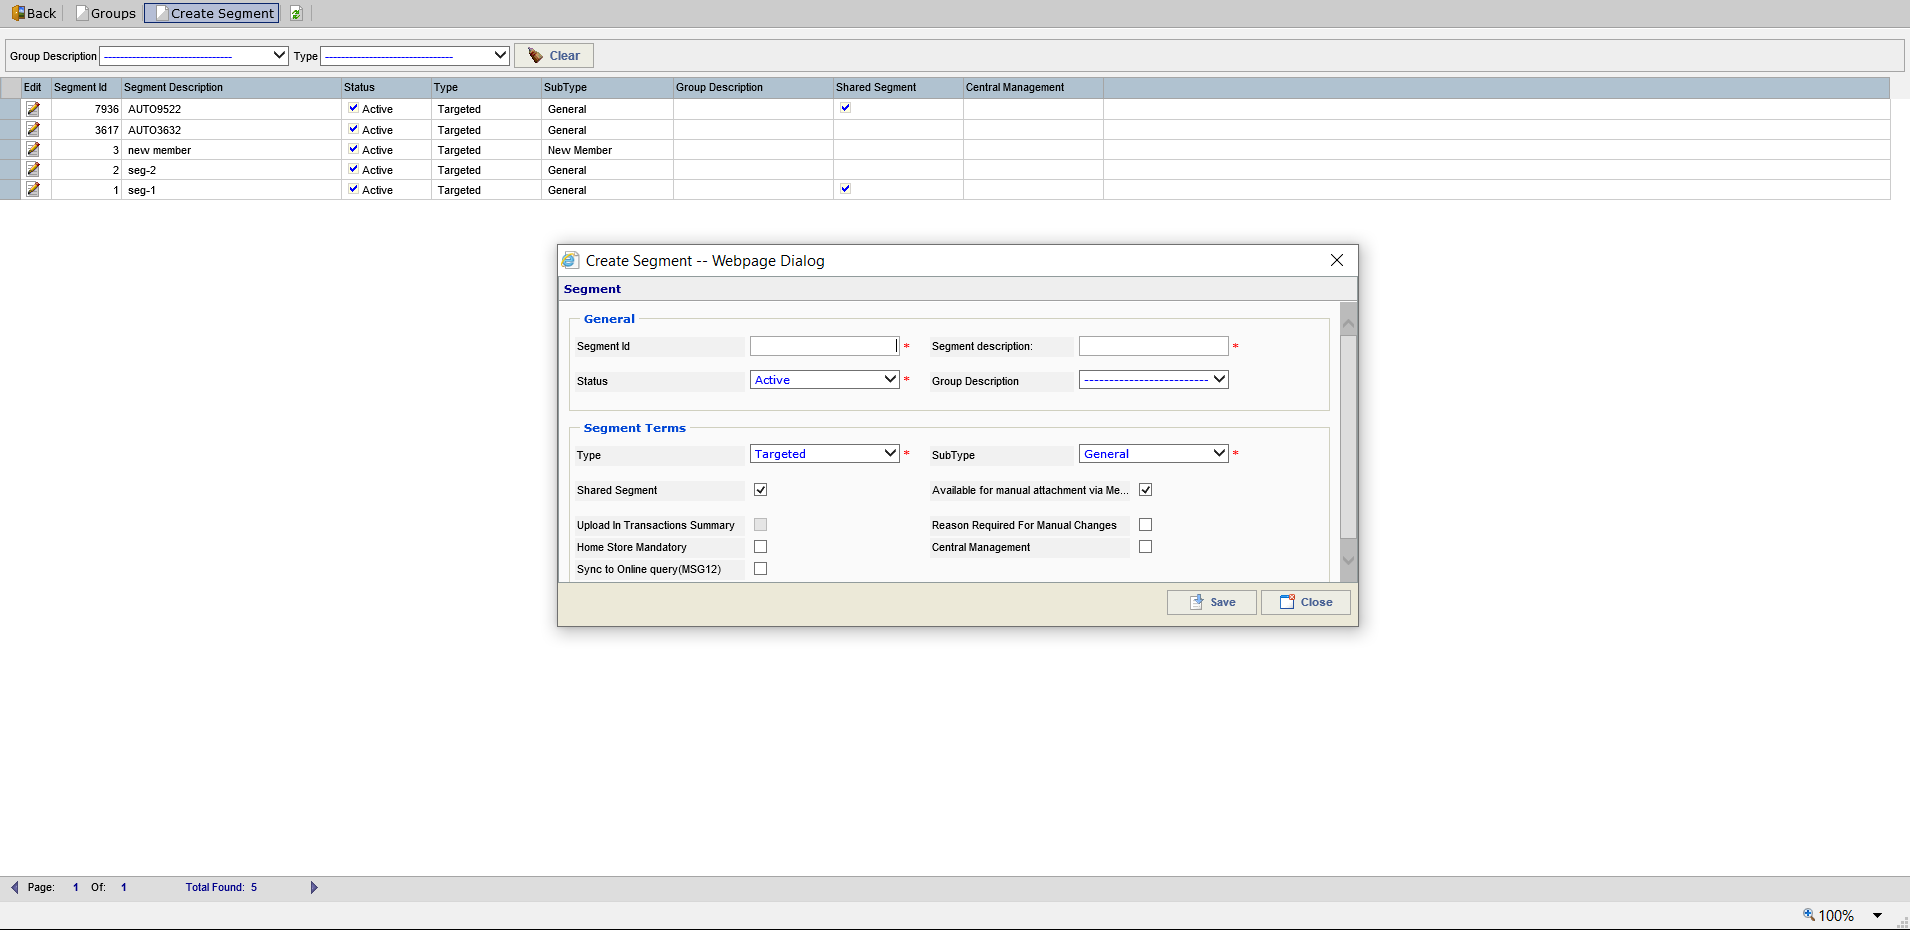 Back Groups Create Segment
Group Description -------------------------------- Type -------------------------------- Clear
Edit Segment Id Segment Description Status Type SubType Group Description Shared Segment Central Management
7936 AUTO9522 Active Targeted General
3617 AUTO3632 Active Targeted General
3 new member Active Targeted New Member
2 seg-2 Active Targeted General
1 seg-1 Active Targeted General
Create Segment -- Webpage Dialog
Segment
General
Segment Id * Segment description: *
Status Active * Group Description -------------------------
Segment Terms
Type Targeted * SubType General *
Shared Segment Available for manual attachment via Me...
Upload In Transactions Summary Reason Required For Manual Changes
Home Store Mandatory Central Management
Sync to Online query(MSG12)
Save Close
Page: 1 Of: 1 Total Found: 5
100%